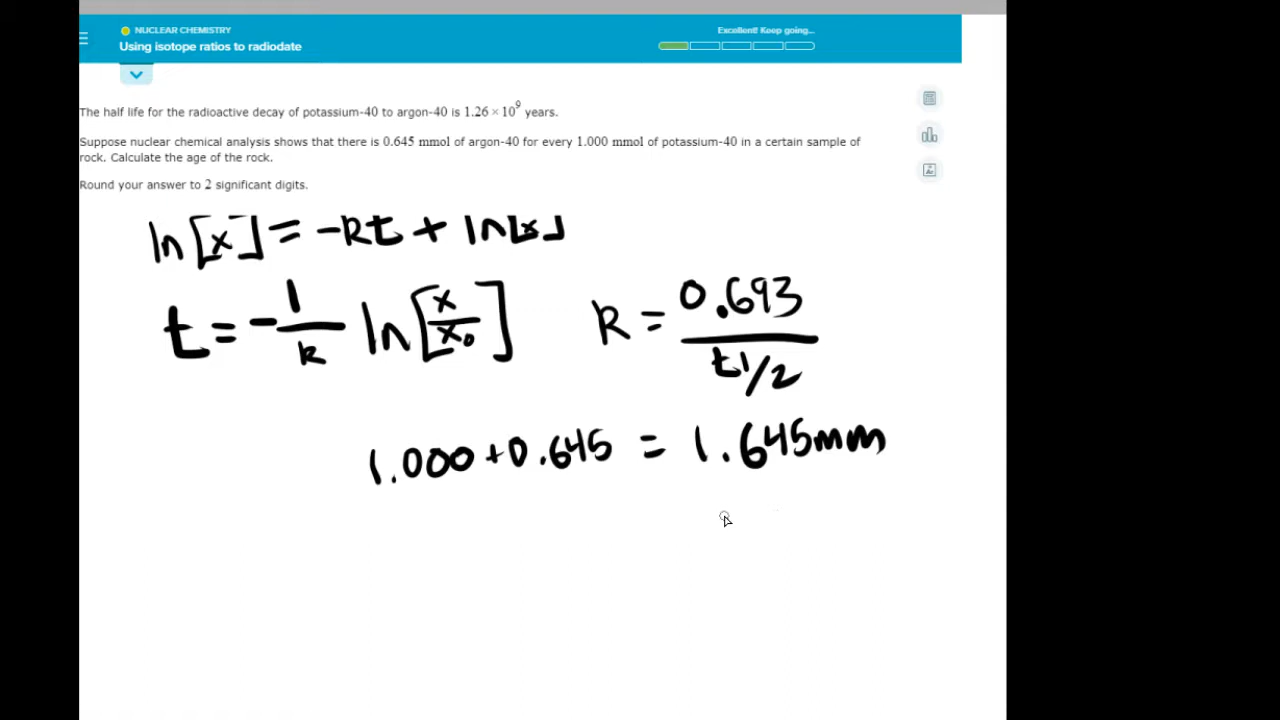 NUCLEAR CHEMISTRY
Using isotope ratios to radiodate
Excellent! Keep going...
The half life for the radioactive decay of potassium-40 to argon-40 is 1.26 × 10⁹ years.
Suppose nuclear chemical analysis shows that there is 0.645 mmol of argon-40 for every 1.000 mmol of potassium-40 in a certain sample of
rock. Calculate the age of the rock.
Round your answer to 2 significant digits.
ln[x] = -kt + ln[x]
t = -1/k ln[x/x₀]
k = 0.693/t1/2
1.000+0.645 = 1.645mm